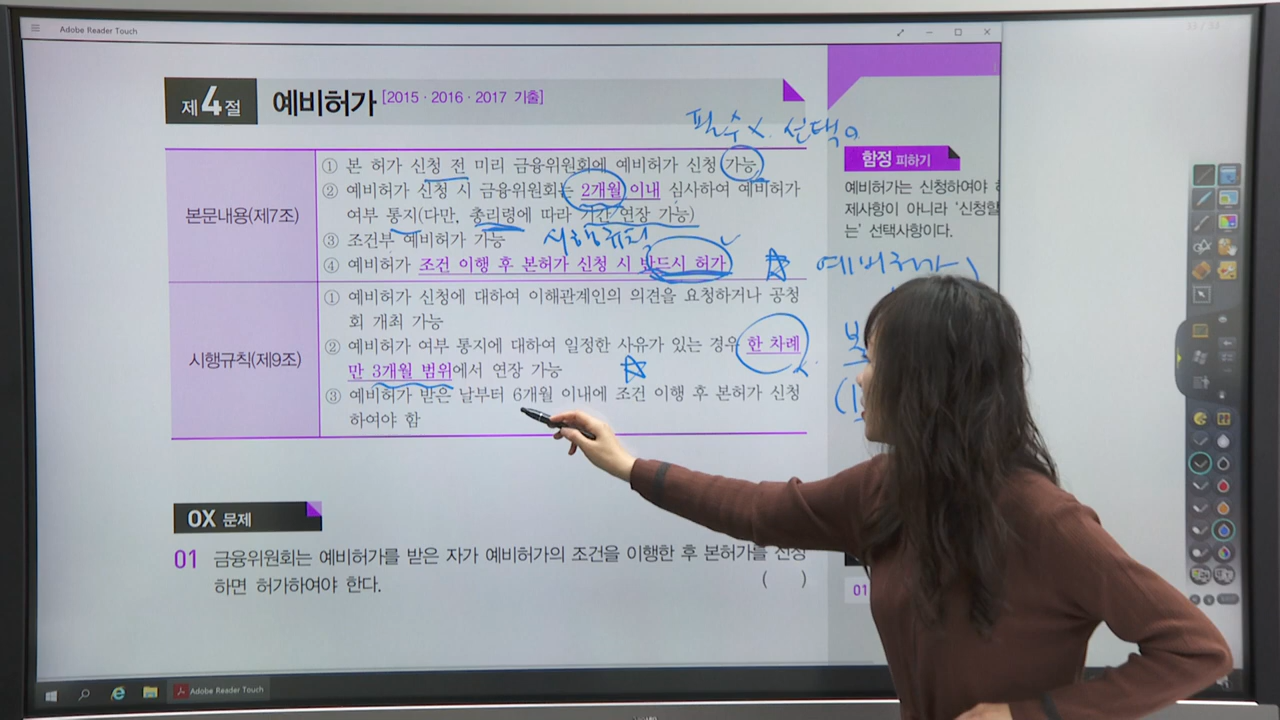 Adobe Reader Touch
제4절 예비허가 [2015 · 2016 · 2017 기출]
필수 X. 선택 O
본문내용(제7조)
① 본 허가 신청 전 미리 금융위원회에 예비허가 신청 가능
② 예비허가 신청 시 금융위원회는 2개월 이내 심사하여 예비허가
여부 통지(다만, 총리령에 따라 기간 연장 가능)
③ 조건부 예비허가 가능
시행규칙
④ 예비허가 조건 이행 후 본허가 신청 시 반드시 허가
시행규칙(제9조)
① 예비허가 신청에 대하여 이해관계인의 의견을 요청하거나 공청
회 개최 가능
② 예비허가 여부 통지에 대하여 일정한 사유가 있는 경우 한 차례
만 3개월 범위에서 연장 가능
③ 예비허가 받은 날부터 6개월 이내에 조건 이행 후 본허가 신청
하여야 함
OX 문제
01 금융위원회는 예비허가를 받은 자가 예비허가의 조건을 이행한 후 본허가를 신청
하면 허가하여야 한다.
( )
함정 피하기
예비허가는 신청하여야
제사항이 아니라 '신청할
는' 선택사항이다.
예비허가
01
Adobe Reader Touch